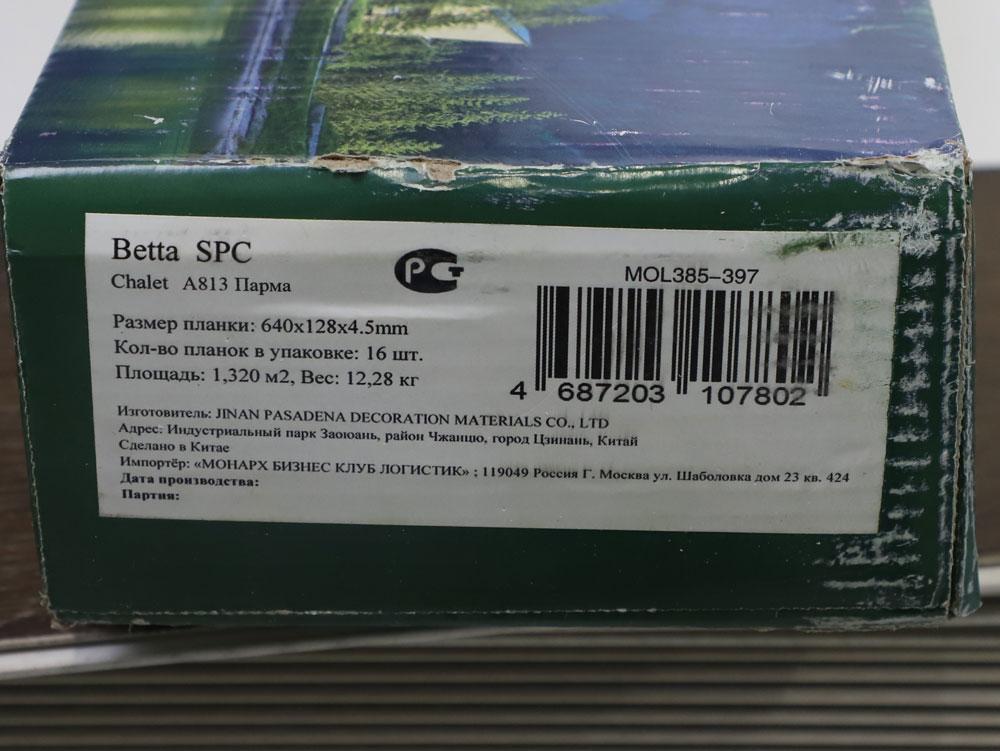 Betta SPC
Chalet A813 Парма
РСТ
MOL385-397
Размер планки: 640x128x4.5mm
Кол-во планок в упаковке: 16 шт.
Площадь: 1,320 м2, Вес: 12,28 кг
4 687203 107802
Изготовитель: JINAN PASADENA DECORATION MATERIALS CO., LTD
Адрес: Индустриальный парк Заоюань, район Чжанцю, город Цзинань, Китай
Сделано в Китае
Импортёр: «МОНАРХ БИЗНЕС КЛУБ ЛОГИСТИК» ; 119049 Россия Г. Москва ул. Шаболовка дом 23 кв. 424
Дата производства:
Партия: